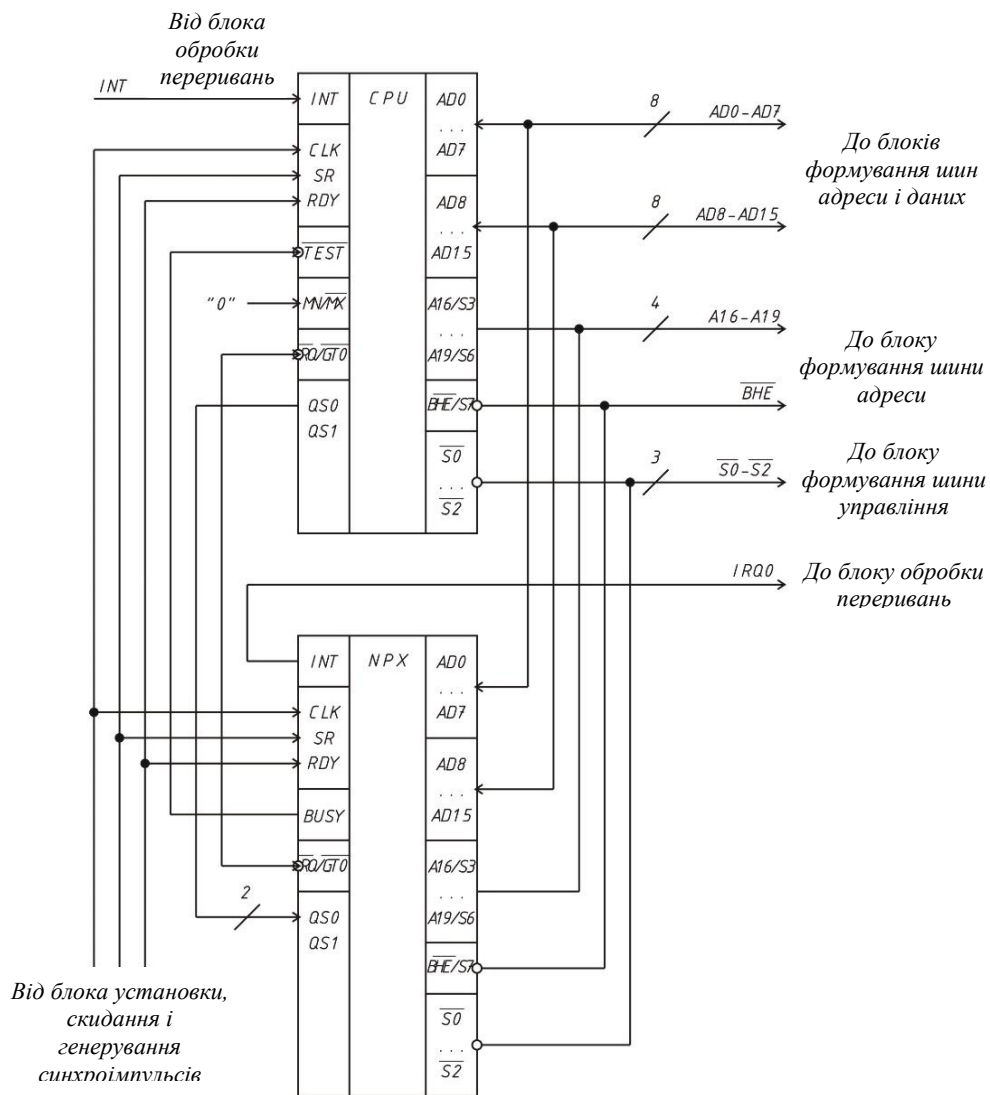 Від блока
обробки
переривань
INT
INT
CPU
AD0
...
AD7
8
AD0-AD7
CLK
SR
RDY
До блоків
формування шин
адреси і даних
AD8
...
AD15
8
AD8-AD15
TEST
"0"
MN/MX
A16/S3
...
A19/S6
4
A16-A19
RQ/GT0
До блоку
формування шини
адреси
QS0
QS1
BHE/S7
BHE
S0
...
S2
3
S0-S2
До блоку
формування шини
управління
IRQ0
До блоку обробки
переривань
INT
NPX
AD0
...
AD7
CLK
SR
RDY
AD8
...
AD15
BUSY
RQ/GT0
A16/S3
...
A19/S6
2
QS0
QS1
BHE/S7
S0
...
S2
Від блока установки,
скидання і
генерування
синхроімпульсів